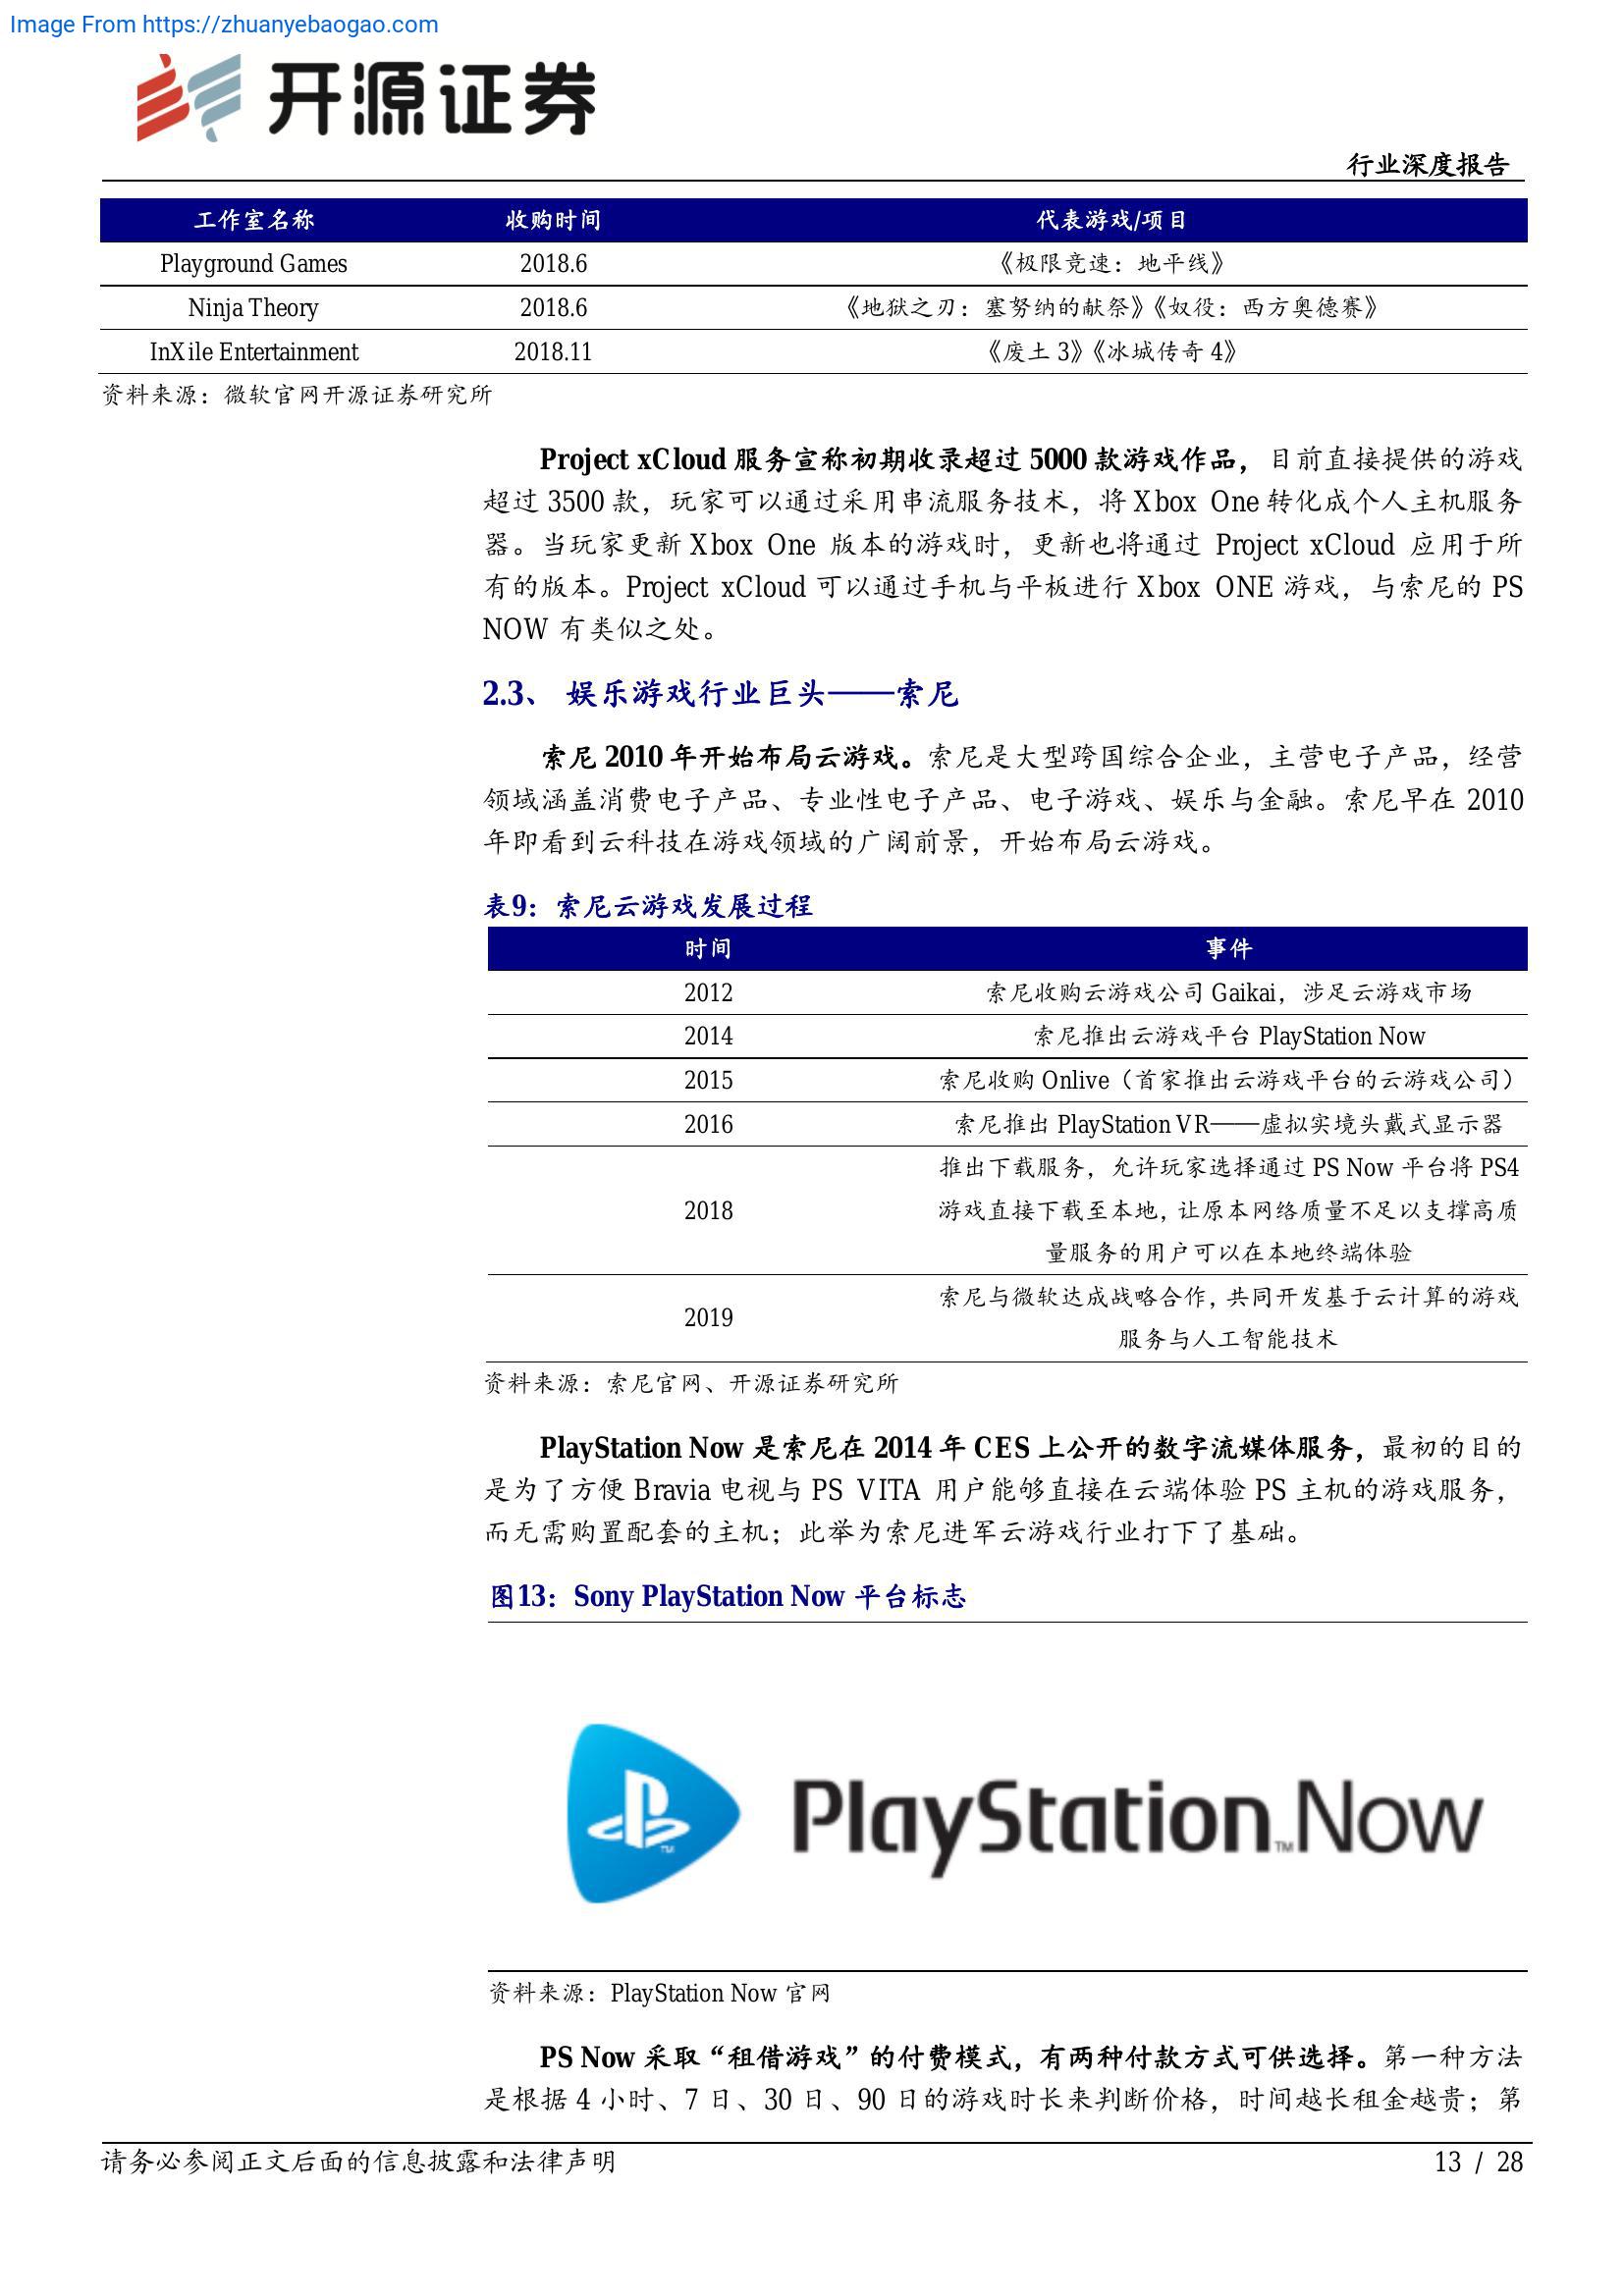 Image From https://zhuanyebaogao.com
开源证券
行业深度报告
工作室名称 收购时间 代表游戏/项目
Playground Games 2018.6 《极限竞速：地平线》
Ninja Theory 2018.6 《地狱之刃：塞努纳的献祭》《奴役：西方奥德赛》
InXile Entertainment 2018.11 《废土 3》《冰城传奇 4》
资料来源：微软官网开源证券研究所
Project xCloud 服务宣称初期收录超过 5000 款游戏作品，目前直接提供的游戏
超过 3500 款，玩家可以通过采用串流服务技术，将 Xbox One 转化成个人主机服务
器。当玩家更新 Xbox One 版本的游戏时，更新也将通过 Project xCloud 应用于所
有的版本。Project xCloud 可以通过手机与平板进行 Xbox ONE 游戏，与索尼的 PS
NOW 有类似之处。
2.3、 娱乐游戏行业巨头——索尼
索尼 2010 年开始布局云游戏。索尼是大型跨国综合企业，主营电子产品，经营
领域涵盖消费电子产品、专业性电子产品、电子游戏、娱乐与金融。索尼早在 2010
年即看到云科技在游戏领域的广阔前景，开始布局云游戏。
表9：索尼云游戏发展过程
时间 事件
2012 索尼收购云游戏公司 Gaikai，涉足云游戏市场
2014 索尼推出云游戏平台 PlayStation Now
2015 索尼收购 Onlive（首家推出云游戏平台的云游戏公司）
2016 索尼推出 PlayStation VR——虚拟实境头戴式显示器
推出下载服务，允许玩家选择通过 PS Now 平台将 PS4
2018 游戏直接下载至本地，让原本网络质量不足以支撑高质
量服务的用户可以在本地终端体验
2019 索尼与微软达成战略合作，共同开发基于云计算的游戏
服务与人工智能技术
资料来源：索尼官网、开源证券研究所
PlayStation Now 是索尼在 2014 年 CES 上公开的数字流媒体服务，最初的目的
是为了方便 Bravia 电视与 PS VITA 用户能够直接在云端体验 PS 主机的游戏服务，
而无需购置配套的主机；此举为索尼进军云游戏行业打下了基础。
图13：Sony PlayStation Now 平台标志
PlayStation™Now
资料来源：PlayStation Now 官网
PS Now 采取“租借游戏”的付费模式，有两种付款方式可供选择。第一种方法
是根据 4 小时、7 日、30 日、90 日的游戏时长来判断价格，时间越长租金越贵；第
请务必参阅正文后面的信息披露和法律声明 13 / 28